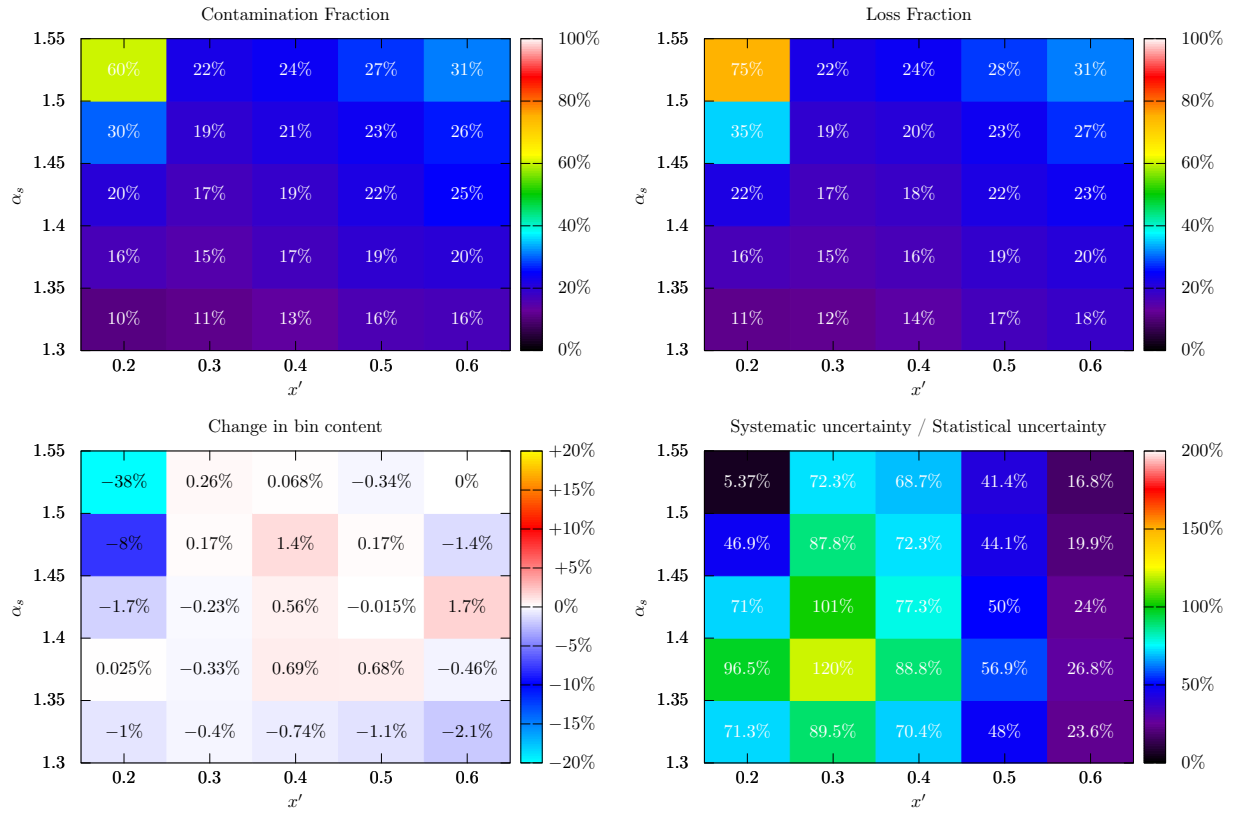 Contamination Fraction
1.55
1.5
1.45
1.4
1.35
1.3
αs
60% 22% 24% 27% 31%
30% 19% 21% 23% 26%
20% 17% 19% 22% 25%
16% 15% 17% 19% 20%
10% 11% 13% 16% 16%
0.2 0.3 0.4 0.5 0.6
x′
100%
80%
60%
40%
20%
0%
Loss Fraction
1.55
1.5
1.45
1.4
1.35
1.3
αs
75% 22% 24% 28% 31%
35% 19% 20% 23% 27%
22% 17% 18% 22% 23%
16% 15% 16% 19% 20%
11% 12% 14% 17% 18%
0.2 0.3 0.4 0.5 0.6
x′
100%
80%
60%
40%
20%
0%
Change in bin content
1.55
1.5
1.45
1.4
1.35
1.3
αs
−38% 0.26% 0.068% −0.34% 0%
−8% 0.17% 1.4% 0.17% −1.4%
−1.7% −0.23% 0.56% −0.015% 1.7%
0.025% −0.33% 0.69% 0.68% −0.46%
−1% −0.4% −0.74% −1.1% −2.1%
0.2 0.3 0.4 0.5 0.6
x′
+20%
+15%
+10%
+5%
0%
−5%
−10%
−15%
−20%
Systematic uncertainty / Statistical uncertainty
1.55
1.5
1.45
1.4
1.35
1.3
αs
5.37% 72.3% 68.7% 41.4% 16.8%
46.9% 87.8% 72.3% 44.1% 19.9%
71% 101% 77.3% 50% 24%
96.5% 120% 88.8% 56.9% 26.8%
71.3% 89.5% 70.4% 48% 23.6%
0.2 0.3 0.4 0.5 0.6
x′
200%
150%
100%
50%
0%